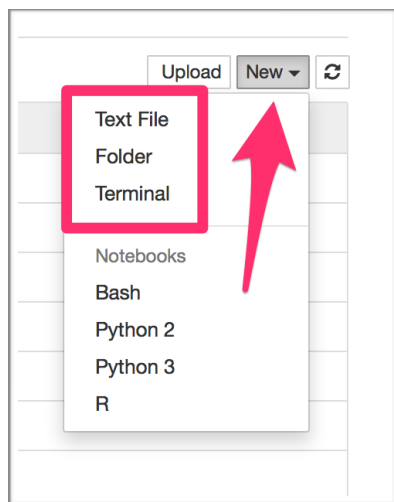 Upload New
Text File
Folder
Terminal
Notebooks
Bash
Python 2
Python 3
R